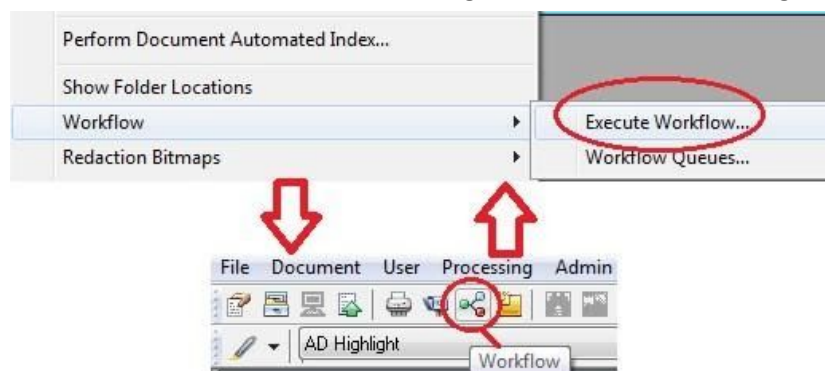 Perform Document Automated Index...
Show Folder Locations
Workflow
Execute Workflow...
Redaction Bitmaps
Workflow Queues...
File Document User Processing Admin
AD Highlight
Workflow